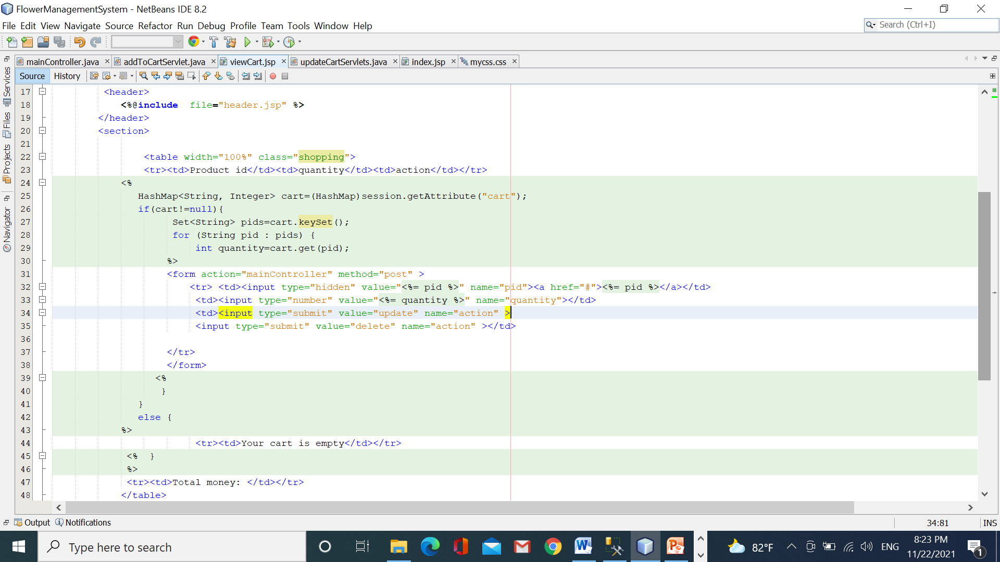 FlowerManagementSystem - NetBeans IDE 8.2
File Edit View Navigate Source Refactor Run Debug Profile Team Tools Window Help
Search (Ctrl+I)
mainController.java addToCartServlet.java viewCart.jsp updateCartServlets.java index.jsp mycss.css
Source History
Services
Files
Projects
Navigator
17 <header>
18 <%@include  file="header.jsp" %>
19 </header>
20 <section>
21
22 <table width="100%" class="shopping">
23 <tr><td>Product id</td><td>quantity</td><td>action</td></tr>
24 <%
25 HashMap<String, Integer> cart=(HashMap)session.getAttribute("cart");
26 if(cart!=null){
27 Set<String> pids=cart.keySet();
28 for (String pid : pids) {
29 int quantity=cart.get(pid);
30 %>
31 <form action="mainController" method="post" >
32 <tr> <td><input type="hidden" value="<%= pid %>" name="pid"><a href="#"><%= pid %></a></td>
33 <td><input type="number" value="<%= quantity %>" name="quantity"></td>
34 <td><input type="submit" value="update" name="action" >
35 <input type="submit" value="delete" name="action" ></td>
36
37 </tr>
38 </form>
39 <%
40 }
41 }
42 else {
43 %>
44 <tr><td>Your cart is empty</td></tr>
45 <%  }
46 %>
47 <tr><td>Total money: </td></tr>
48 </table>
Output Notifications
34:81 INS
Type here to search
82°F
ENG
8:23 PM
11/22/2021
1